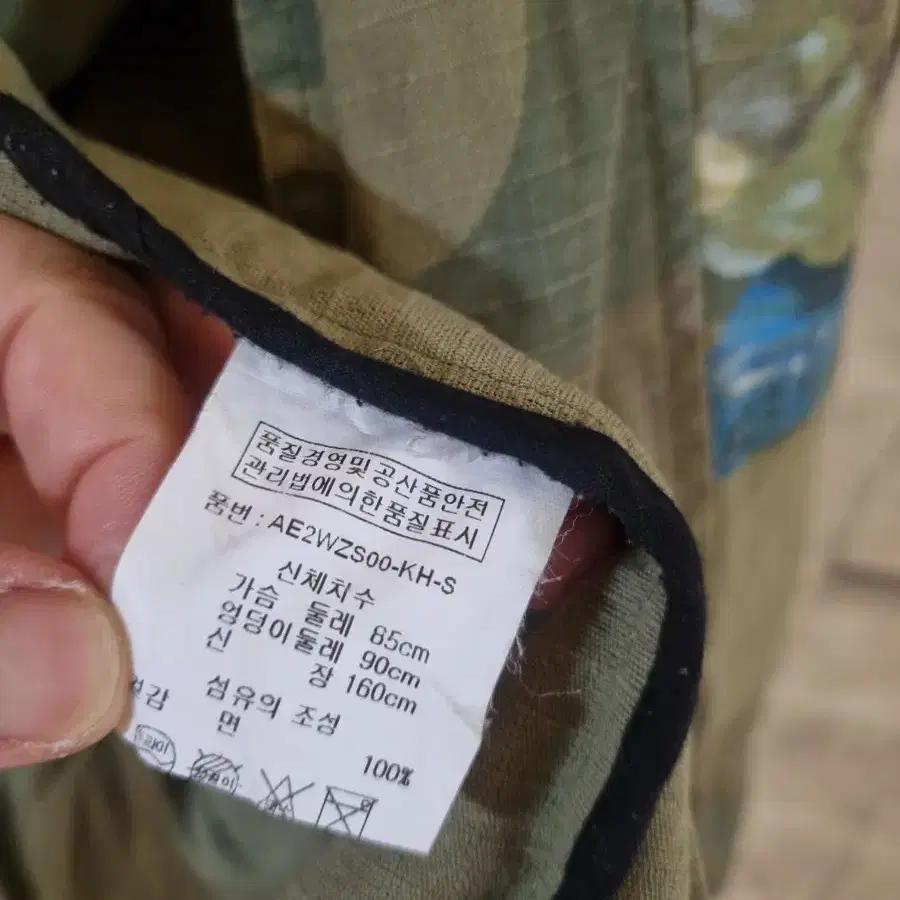 품질경영및공산품안전
관리법에의한품질표시
품번 : AE2WZS00-KH-S
신체치수
가슴 둘레 85cm
엉덩이둘레 90cm
신 장 160cm
섬유의 조성
면 100%